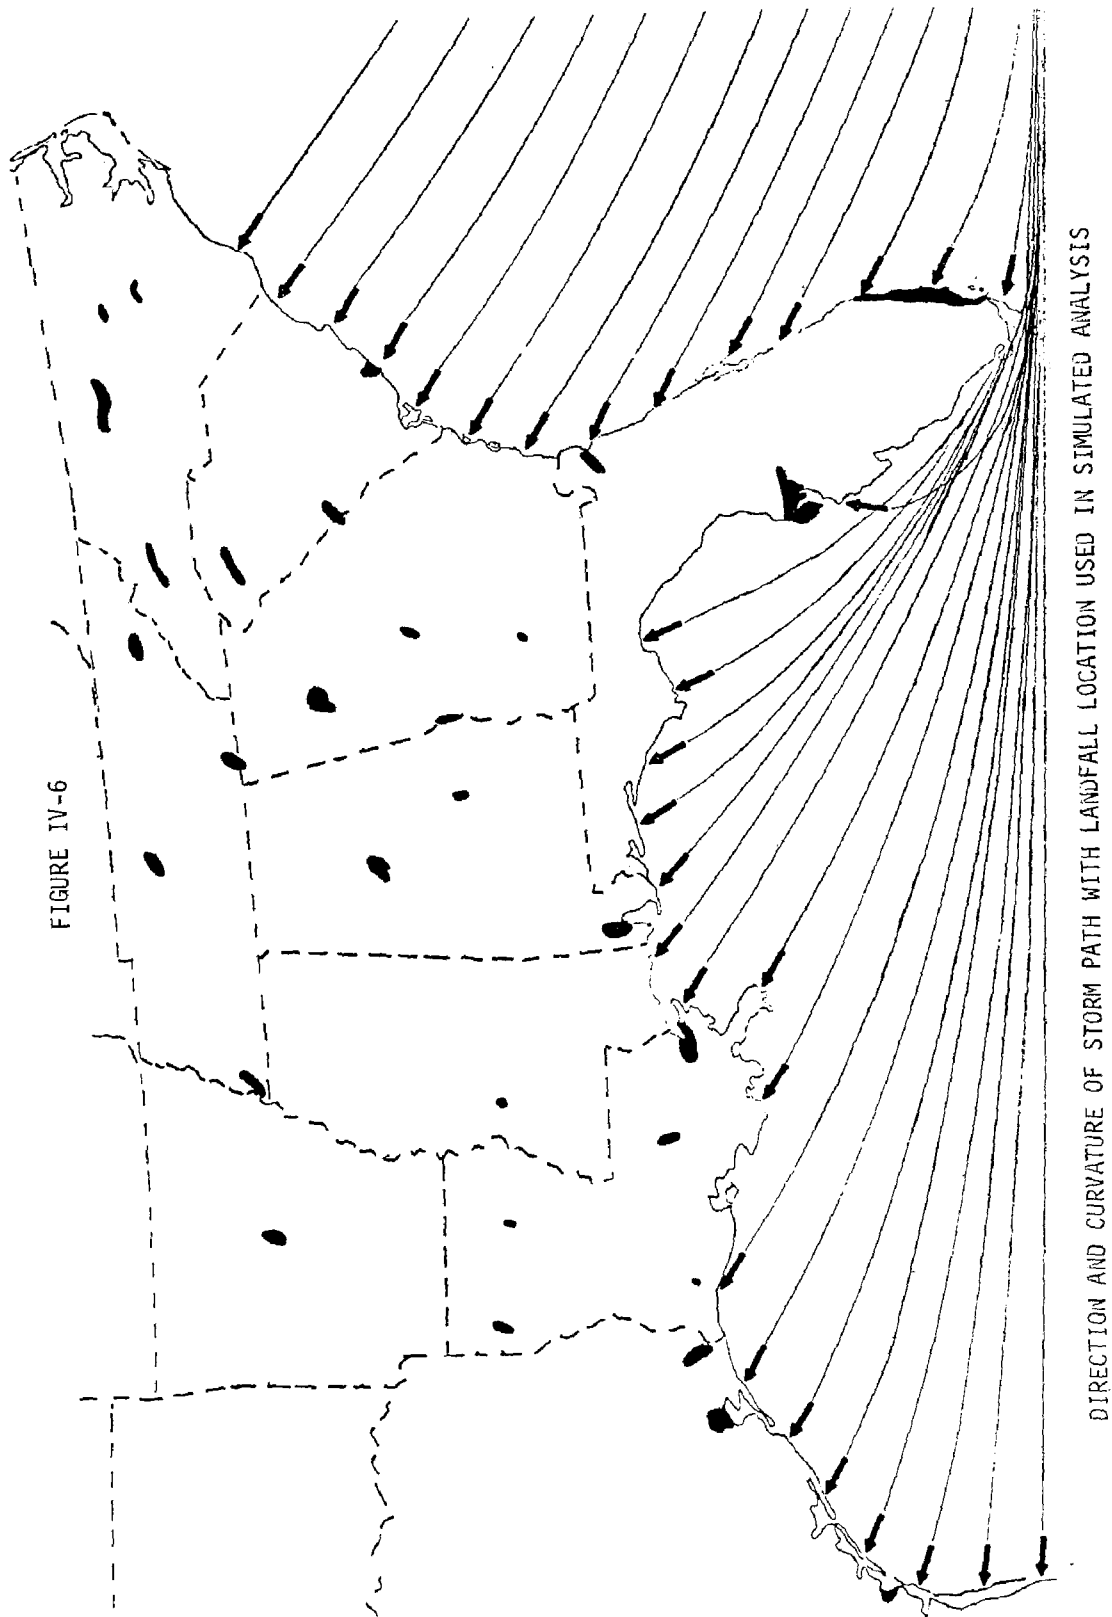 FIGURE IV-6
DIRECTION AND CURVATURE OF STORM PATH WITH LANDFALL LOCATION USED IN SIMULATED ANALYSIS